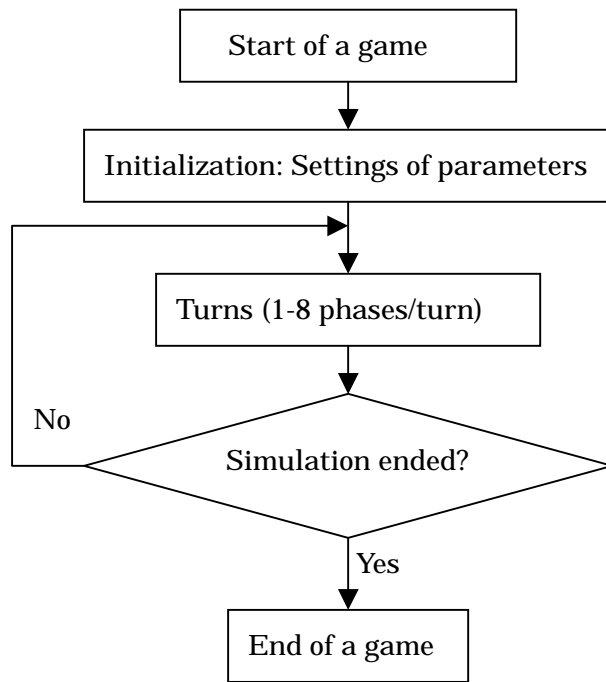 Start of a game
Initialization: Settings of parameters
Turns (1-8 phases/turn)
No
Simulation ended?
Yes
End of a game